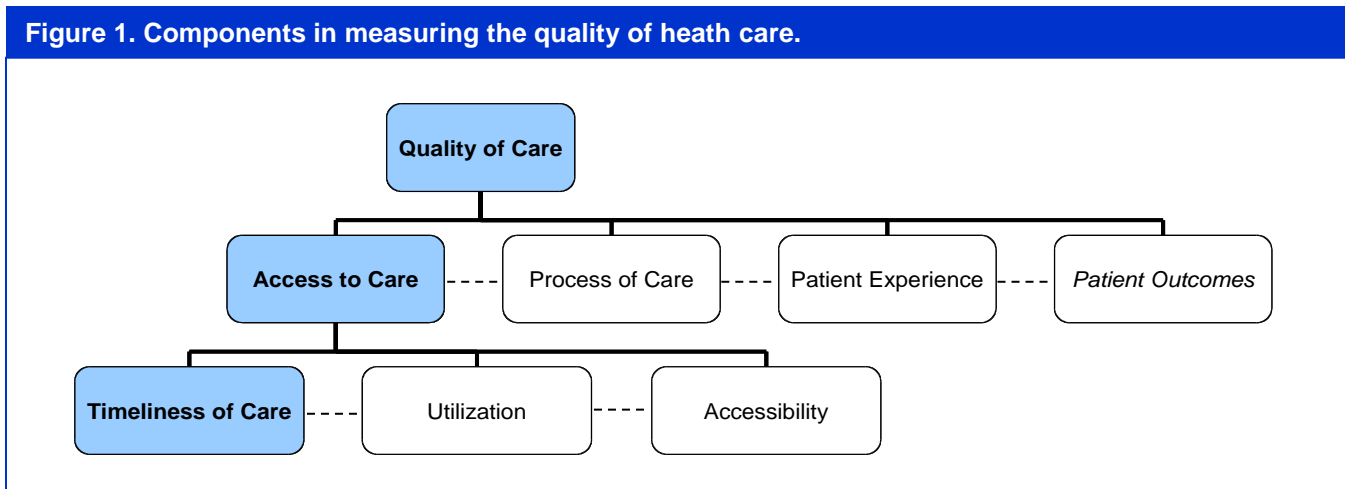 Figure 1. Components in measuring the quality of heath care.
Quality of Care
Access to Care
Process of Care
Patient Experience
Patient Outcomes
Timeliness of Care
Utilization
Accessibility